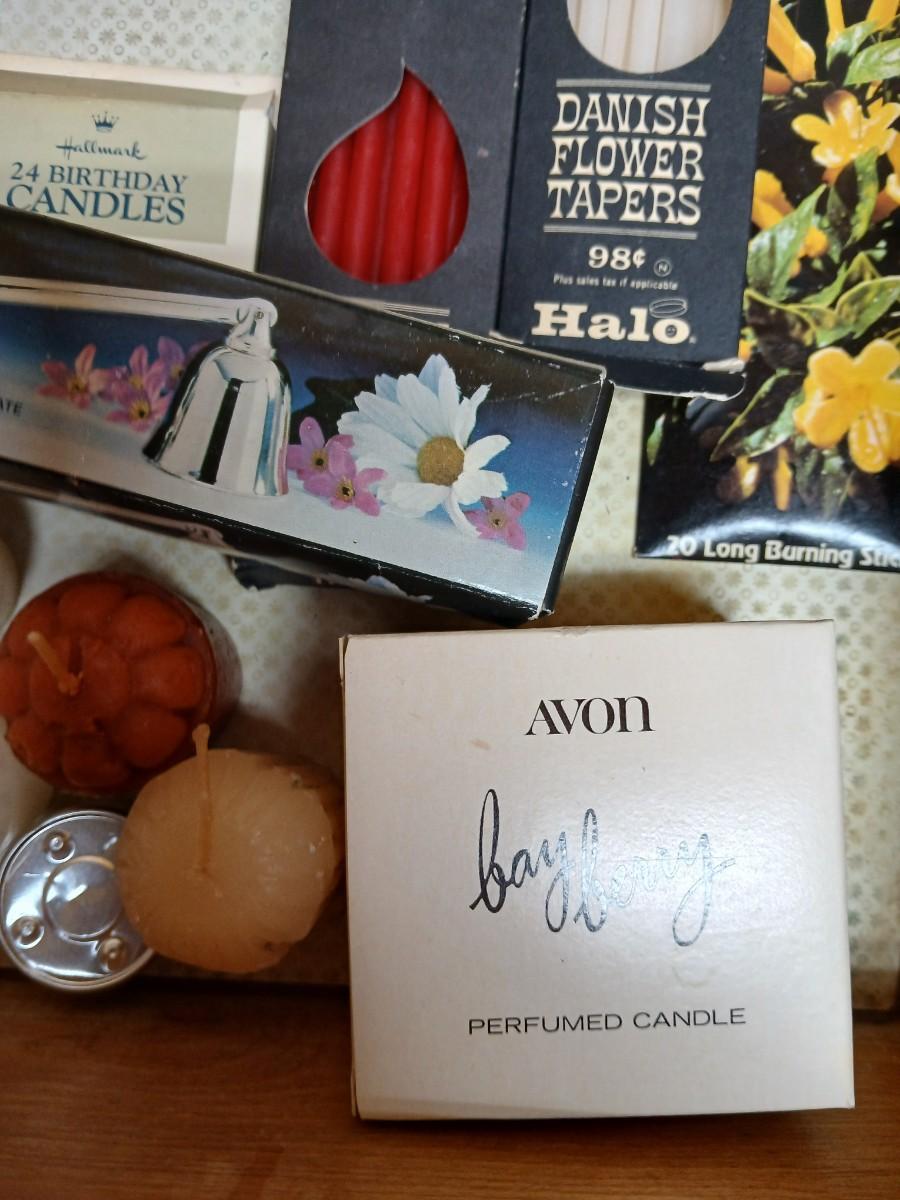 Hallmark
24 BIRTHDAY
CANDLES
DANISH
FLOWER
TAPERS
98¢ N
Plus sales tax if applicable
Halo
20 Long Burning
AVON
bayberry
PERFUMED CANDLE